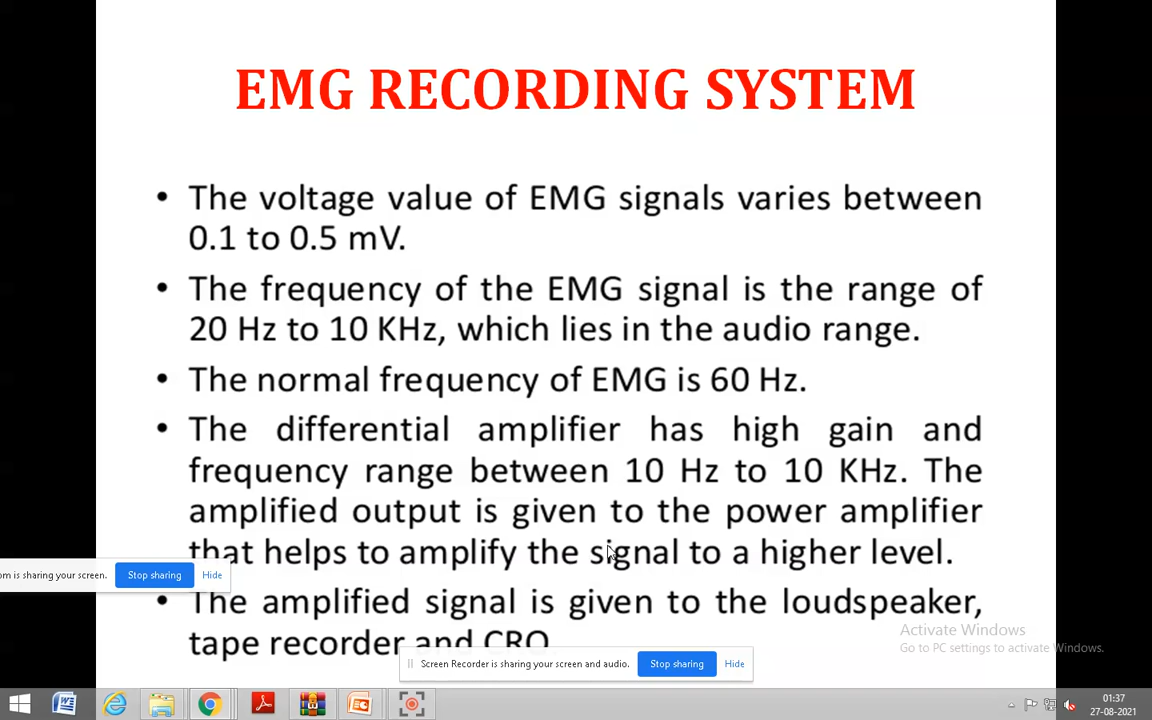 EMG RECORDING SYSTEM
• The voltage value of EMG signals varies between
0.1 to 0.5 mV.
• The frequency of the EMG signal is the range of
20 Hz to 10 KHz, which lies in the audio range.
• The normal frequency of EMG is 60 Hz.
• The differential amplifier has high gain and
frequency range between 10 Hz to 10 KHz. The
amplified output is given to the power amplifier
that helps to amplify the signal to a higher level.
om is sharing your screen. Stop sharing Hide
• The amplified signal is given to the loudspeaker,
tape recorder and CRO
Activate Windows
Go to PC settings to activate Windows.
Screen Recorder is sharing your screen and audio. Stop sharing Hide
01:37
27-08-2021